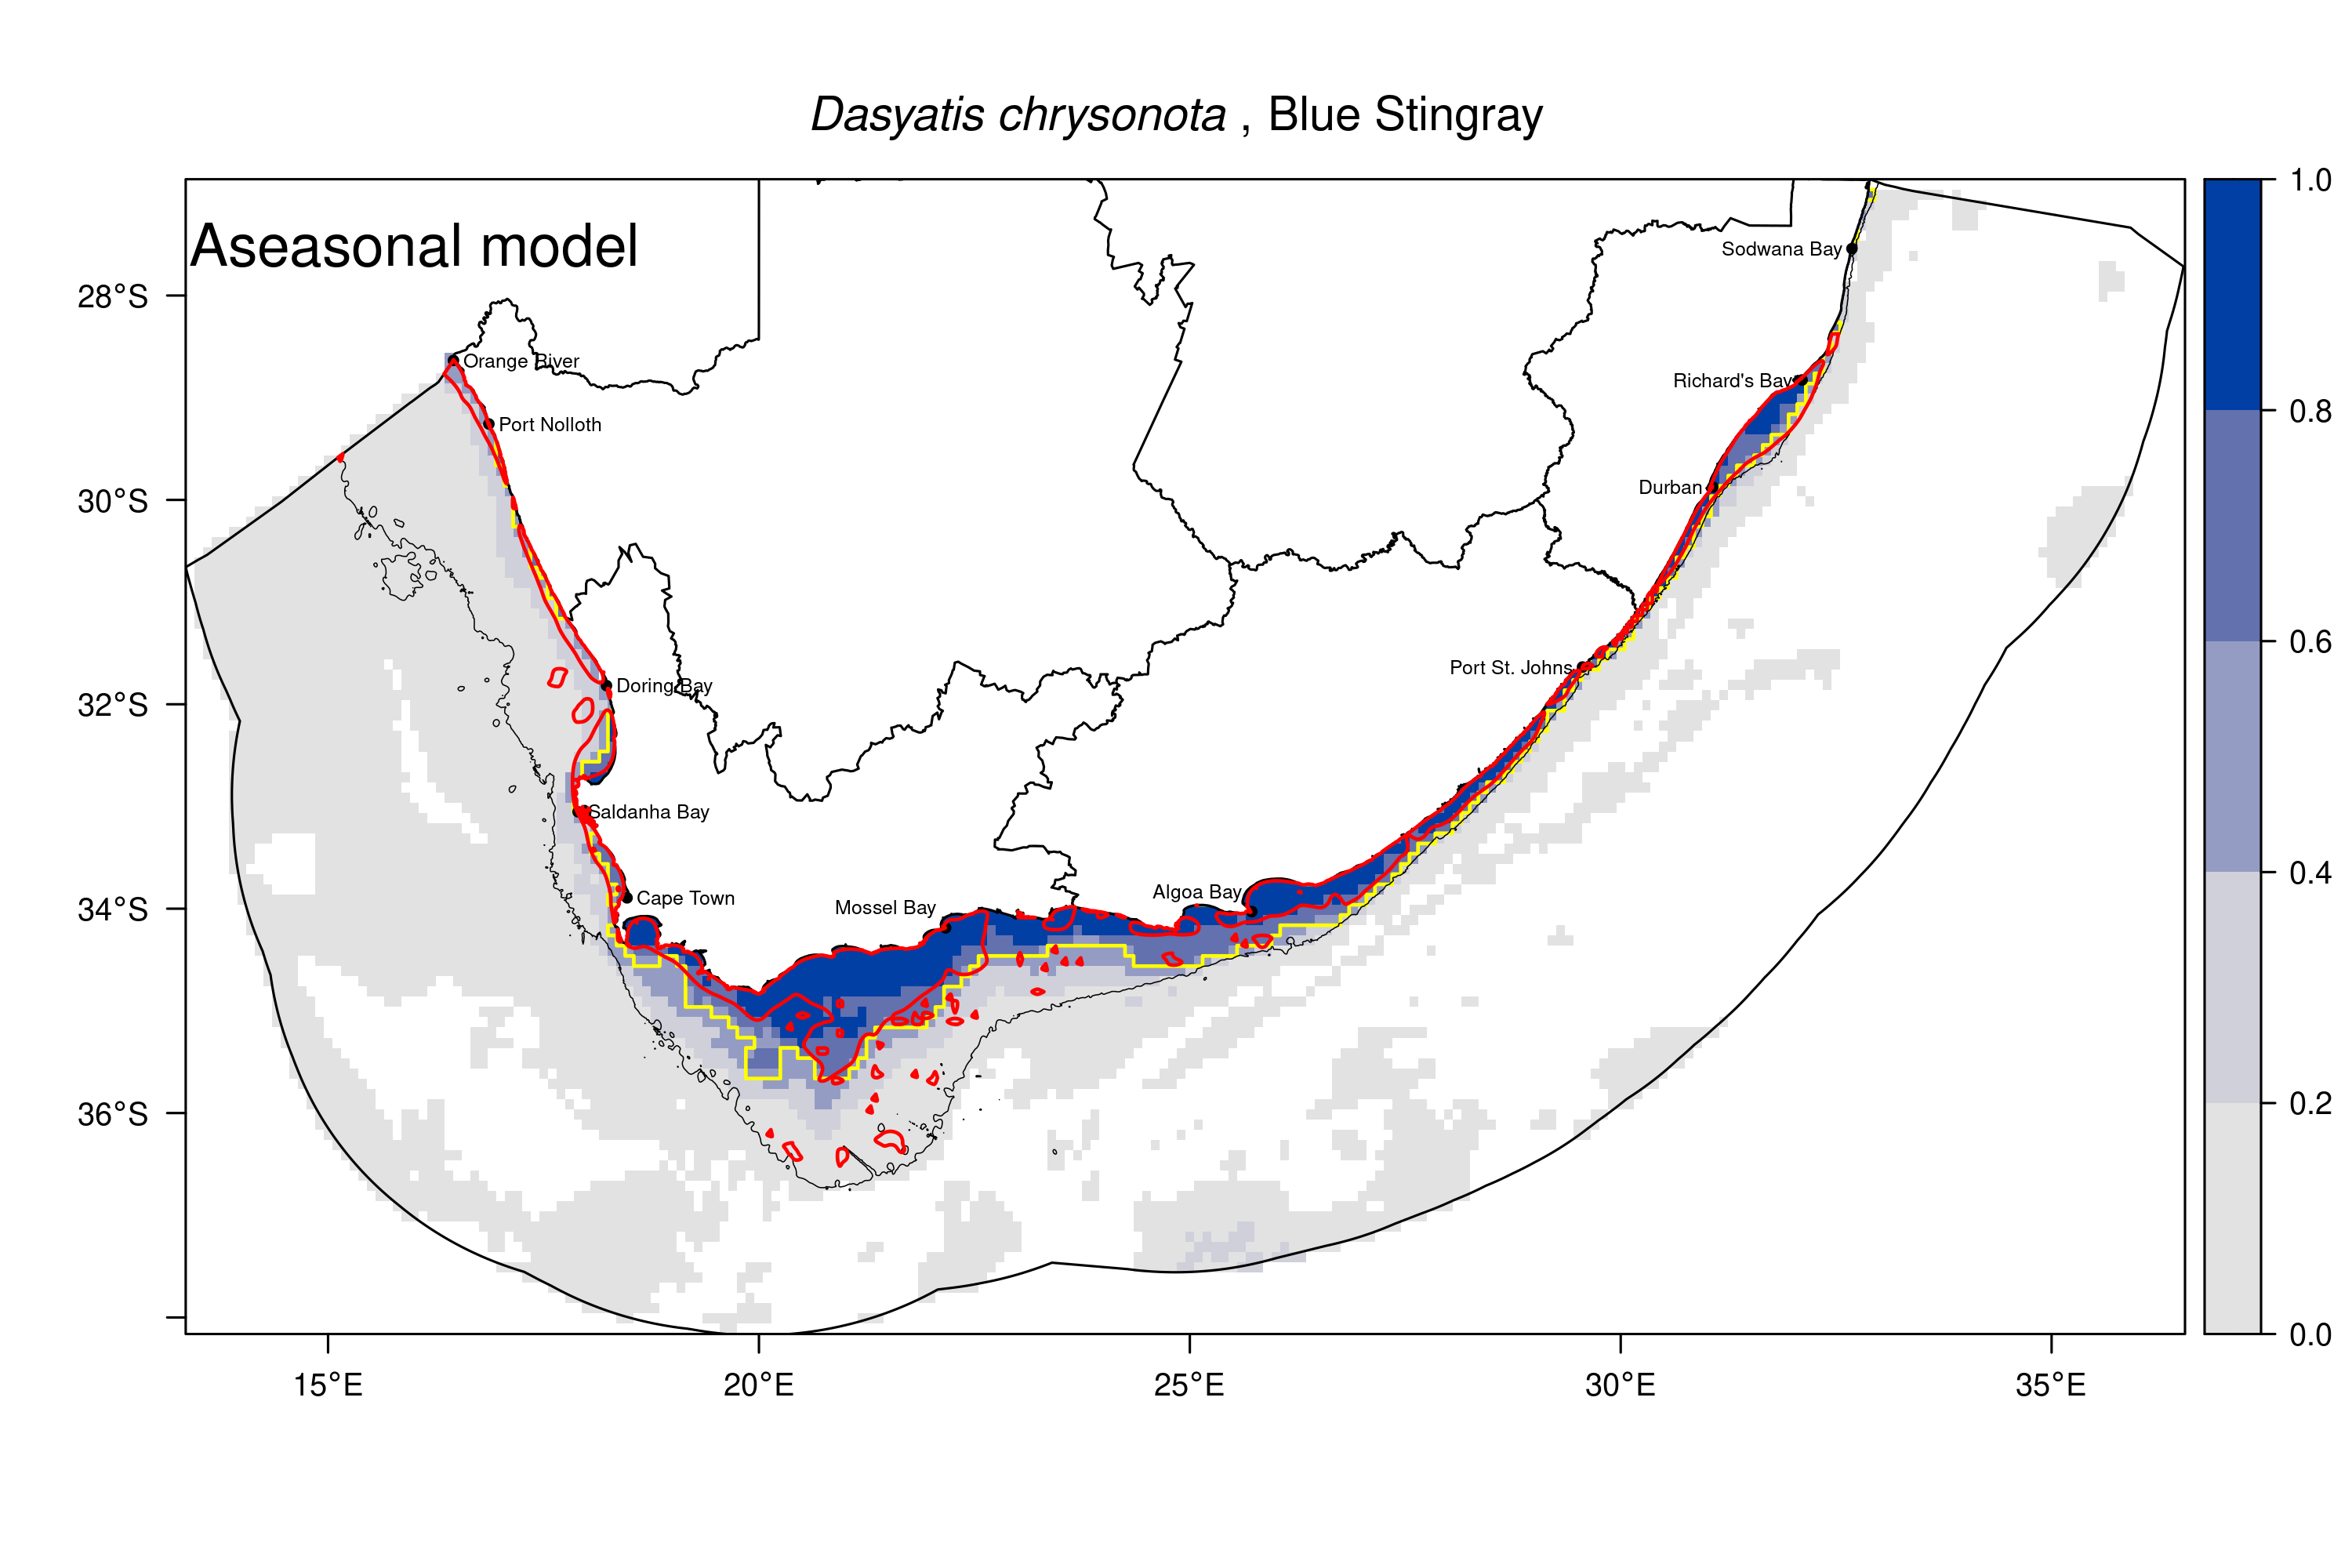 Dasyatis chrysonota , Blue Stingray
Aseasonal model
Sodwana Bay
Orange River
Richard's Bay
Port Nolloth
Durban
Port St. Johns
Doring Bay
Saldanha Bay
Algoa Bay
Cape Town
Mossel Bay
28°S
30°S
32°S
34°S
36°S
15°E
20°E
25°E
30°E
35°E
1.0
0.8
0.6
0.4
0.2
0.0